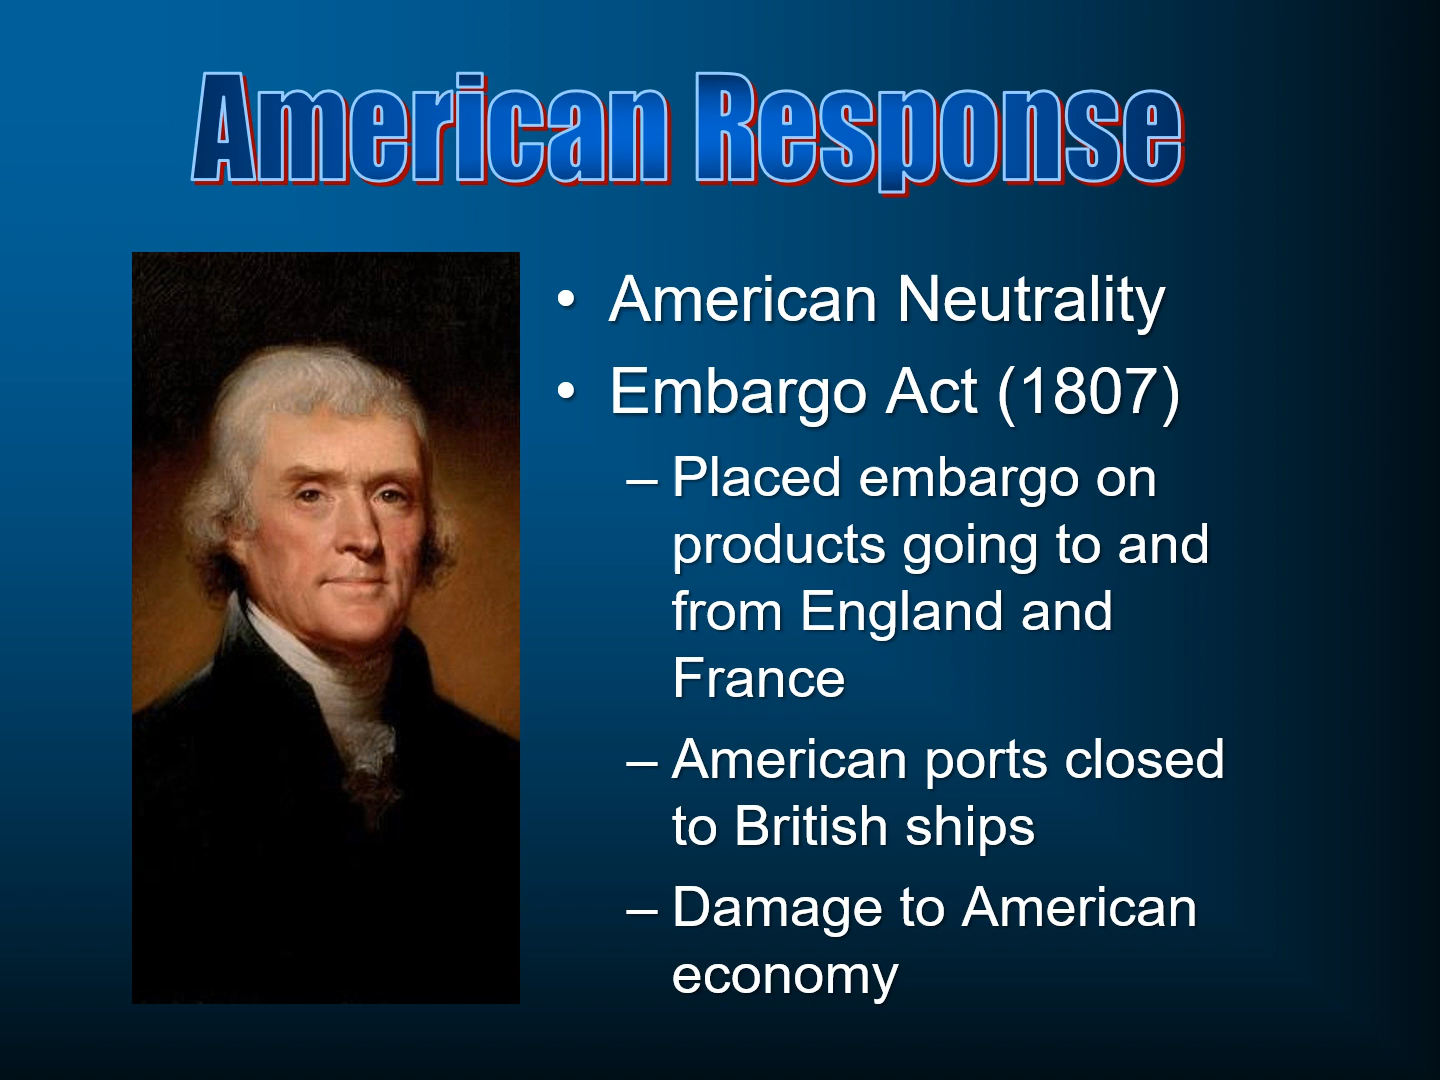 American Response
• American Neutrality
• Embargo Act (1807)
– Placed embargo on
products going to and
from England and
France
– American ports closed
to British ships
– Damage to American
economy